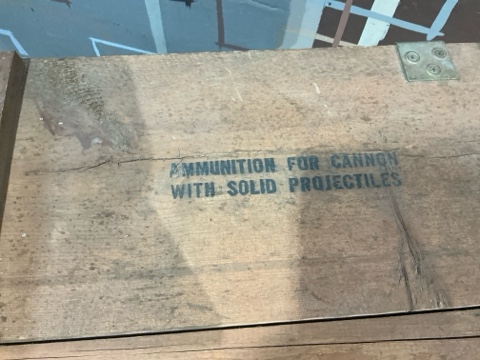 AMMUNITION FOR CANNON
WITH SOLID PROJECTILES